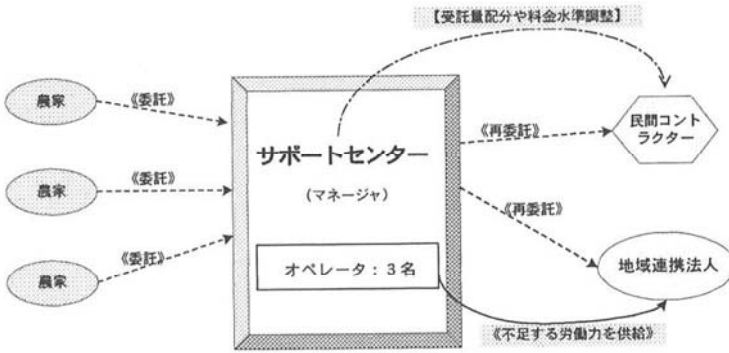 【受託量配分や料金水準調整】
農家
《委託》
農家
《委託》
農家
《委託》
サポートセンター
(マネージャ)
オペレータ：3名
《再委託》
民間コント
ラクター
《再委託》
地域連携法人
《不足する労働力を供給》